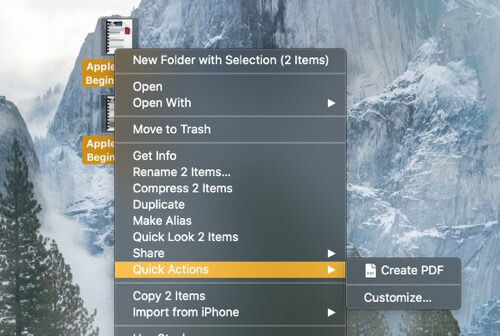 Apple
Begin
Apple
Begin
New Folder with Selection (2 Items)
Open
Open With
Move to Trash
Get Info
Rename 2 Items...
Compress 2 Items
Duplicate
Make Alias
Quick Look 2 Items
Share
Quick Actions
Create PDF
Customize...
Copy 2 Items
Import from iPhone